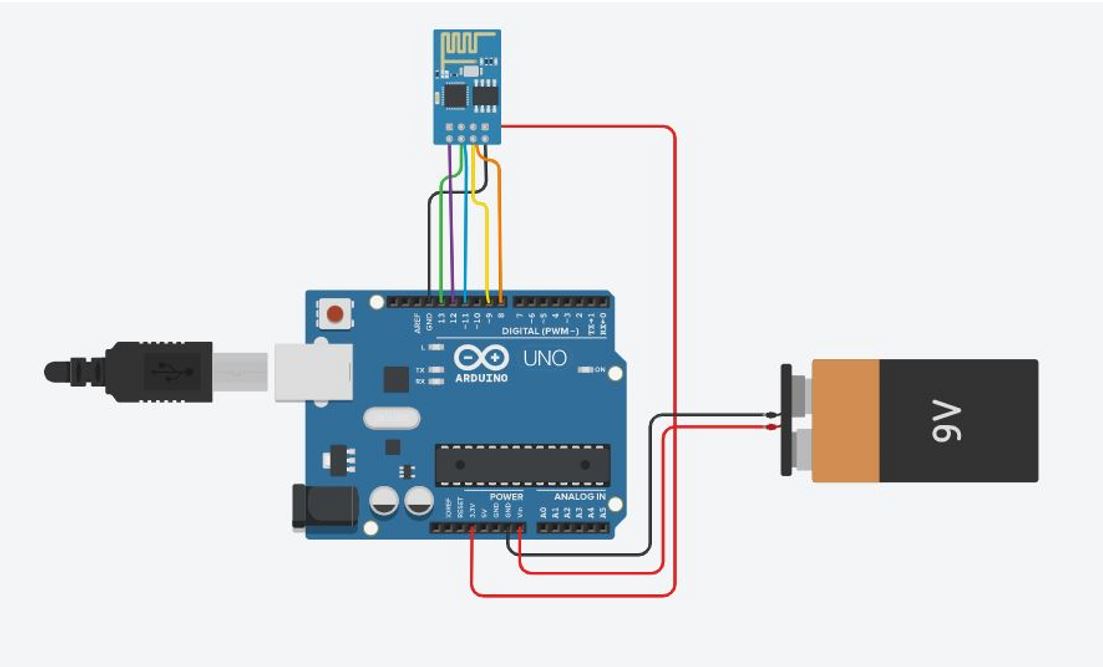 AREF
GND
13
12
~11
~10
~9
8
7
~6
~5
4
~3
2
TX→1
RX←0
DIGITAL (PWM~)
L
TX
RX
UNO
ARDUINO
ON
9V
POWER
ANALOG IN
IOREF
RESET
3.3V
5V
GND
GND
Vin
A0
A1
A2
A3
A4
A5